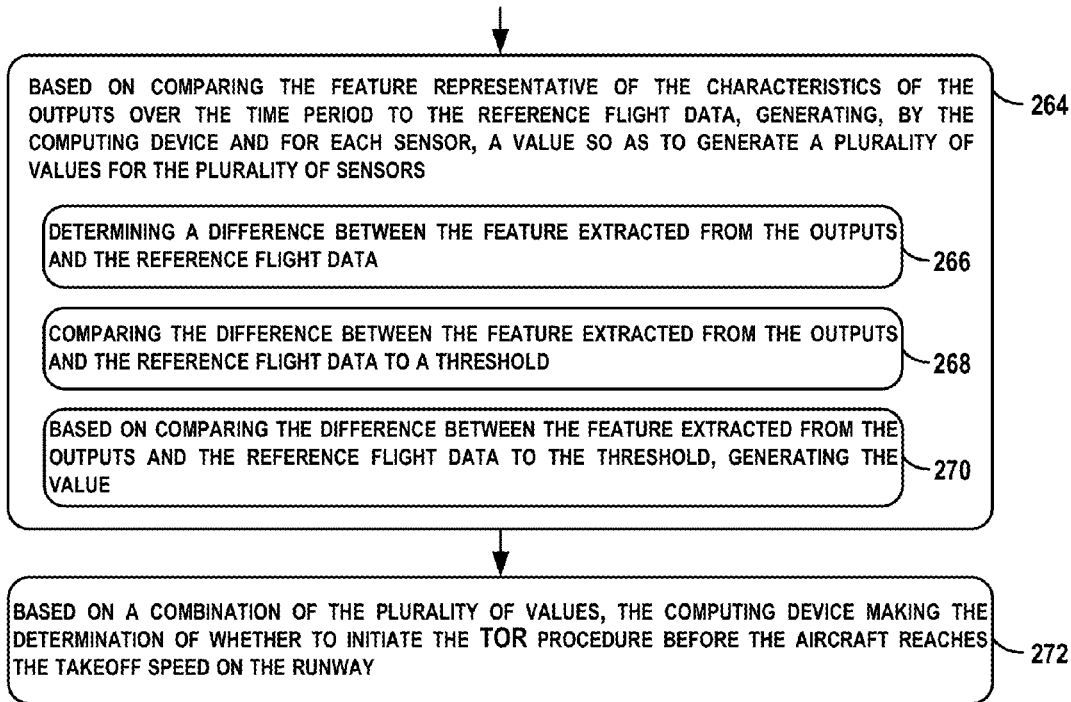 BASED ON COMPARING THE FEATURE REPRESENTATIVE OF THE CHARACTERISTICS OF THE
OUTPUTS OVER THE TIME PERIOD TO THE REFERENCE FLIGHT DATA, GENERATING, BY THE
COMPUTING DEVICE AND FOR EACH SENSOR, A VALUE SO AS TO GENERATE A PLURALITY OF
VALUES FOR THE PLURALITY OF SENSORS
264
DETERMINING A DIFFERENCE BETWEEN THE FEATURE EXTRACTED FROM THE OUTPUTS
AND THE REFERENCE FLIGHT DATA
266
COMPARING THE DIFFERENCE BETWEEN THE FEATURE EXTRACTED FROM THE OUTPUTS
AND THE REFERENCE FLIGHT DATA TO A THRESHOLD
268
BASED ON COMPARING THE DIFFERENCE BETWEEN THE FEATURE EXTRACTED FROM THE
OUTPUTS AND THE REFERENCE FLIGHT DATA TO THE THRESHOLD, GENERATING THE
VALUE
270
BASED ON A COMBINATION OF THE PLURALITY OF VALUES, THE COMPUTING DEVICE MAKING THE
DETERMINATION OF WHETHER TO INITIATE THE TOR PROCEDURE BEFORE THE AIRCRAFT REACHES
THE TAKEOFF SPEED ON THE RUNWAY
272